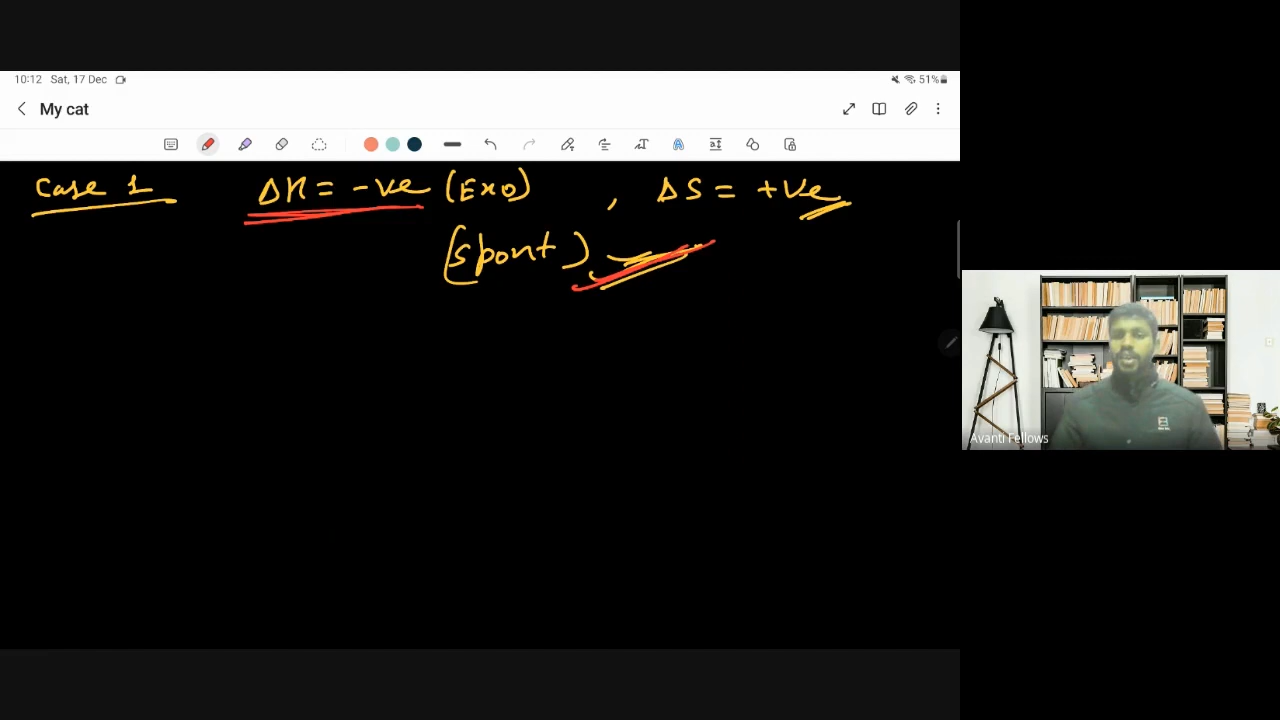 10:12 Sat, 17 Dec 51%
My cat
Case 1 ΔH = -ve (Exo) , ΔS = +ve
(Spont)
Avanti Fellows